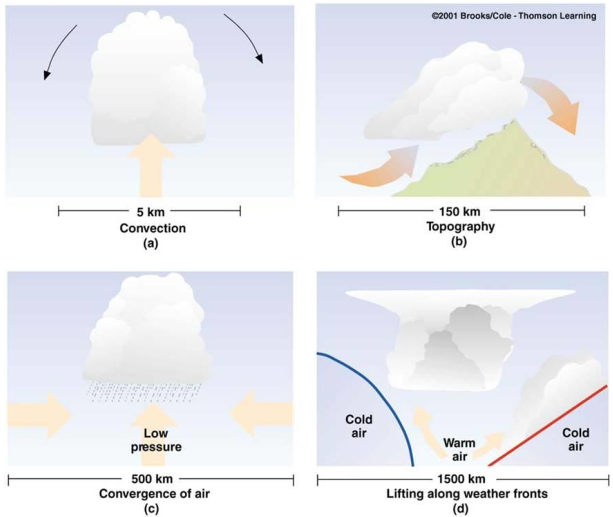 ©2001 Brooks/Cole - Thomson Learning
5 km
Convection
(a)
150 km
Topography
(b)
Low
pressure
500 km
Convergence of air
(c)
Cold
air
Warm
air
Cold
air
1500 km
Lifting along weather fronts
(d)